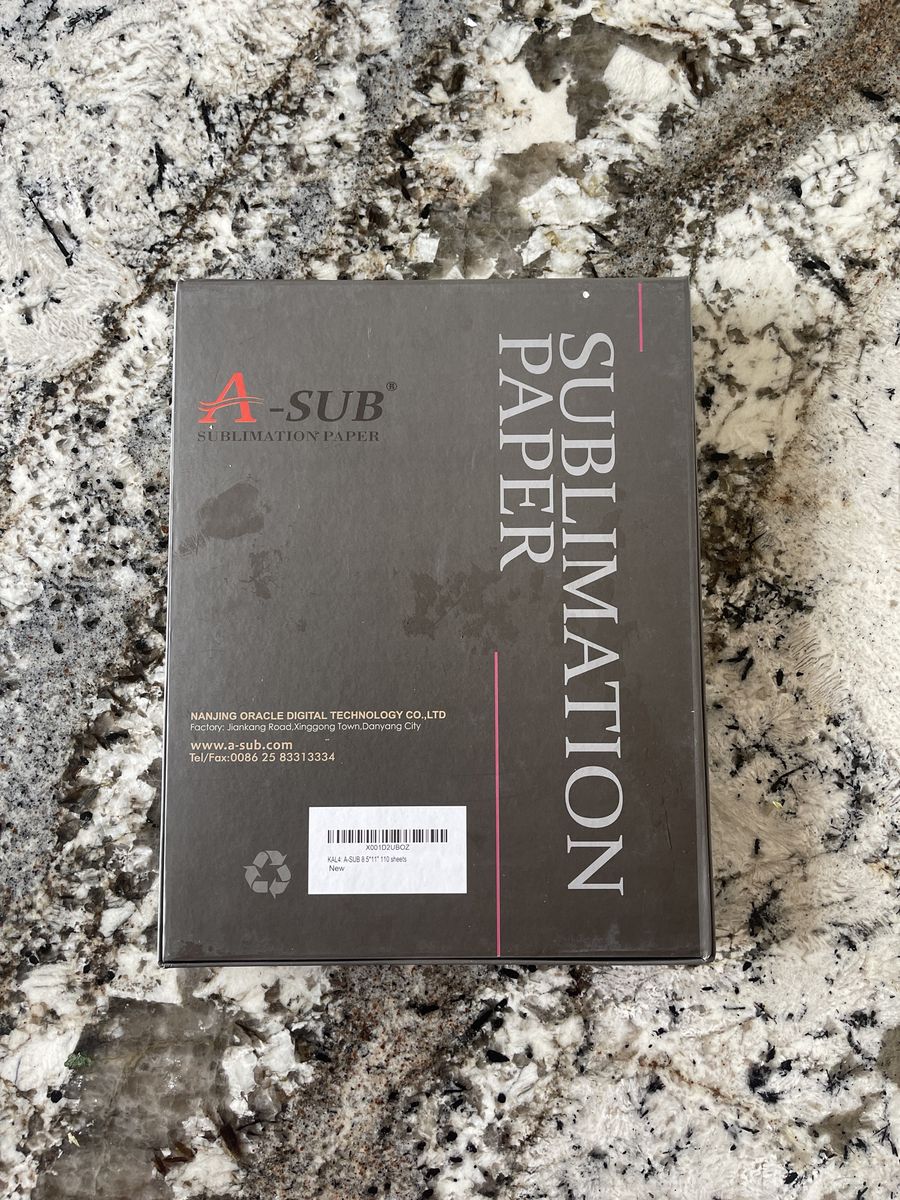 A-SUB®
SUBLIMATION PAPER
SUBLIMATION
PAPER
NANJING ORACLE DIGITAL TECHNOLOGY CO.,LTD
Factory: Jiankang Road,Xinggong Town,Danyang City
www.a-sub.com
Tel/Fax:0086 25 83313334
X001D2UBOZ
KAL4: A-SUB 8.5*11" 110 sheets
New